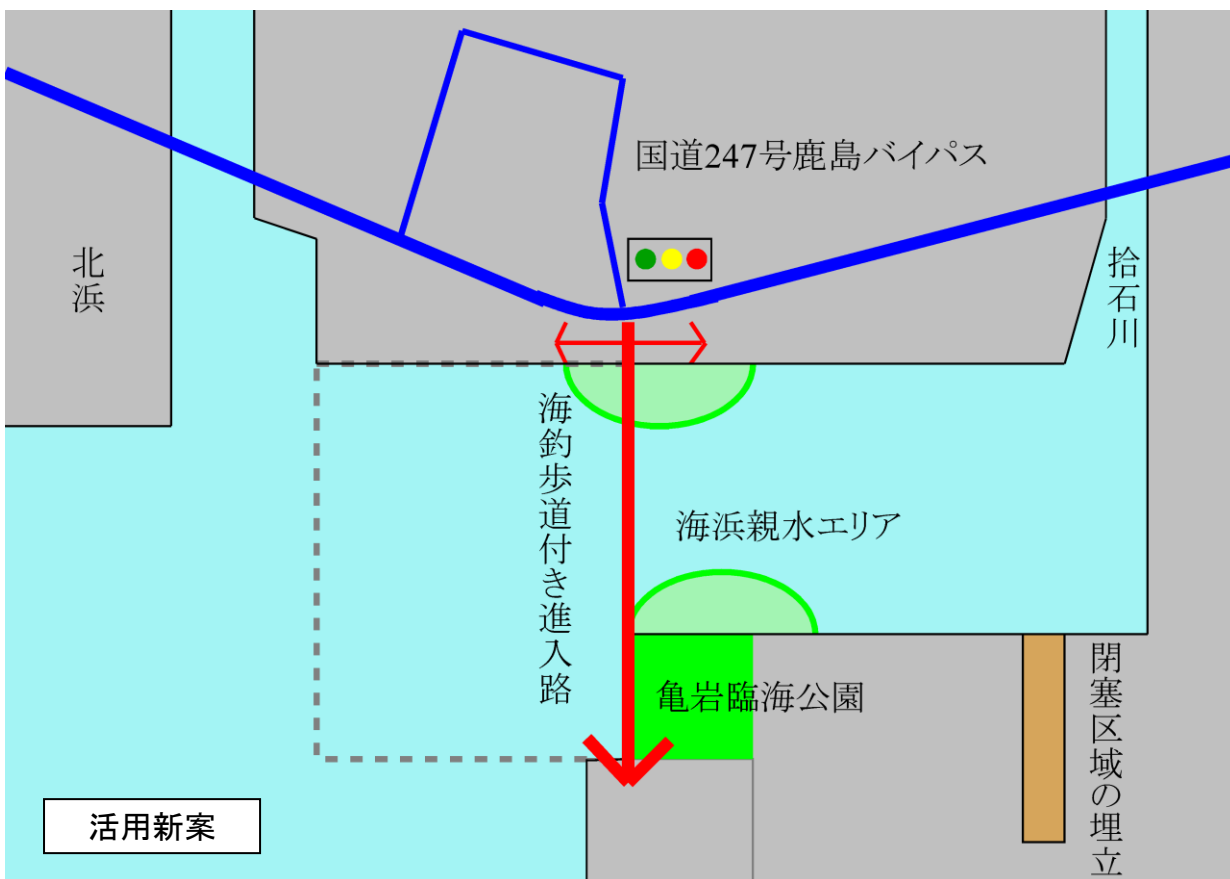 国道247号鹿島バイパス
北浜
拾石川
海釣歩道付き進入路
海浜親水エリア
亀岩臨海公園
閉塞区域の埋立
活用新案